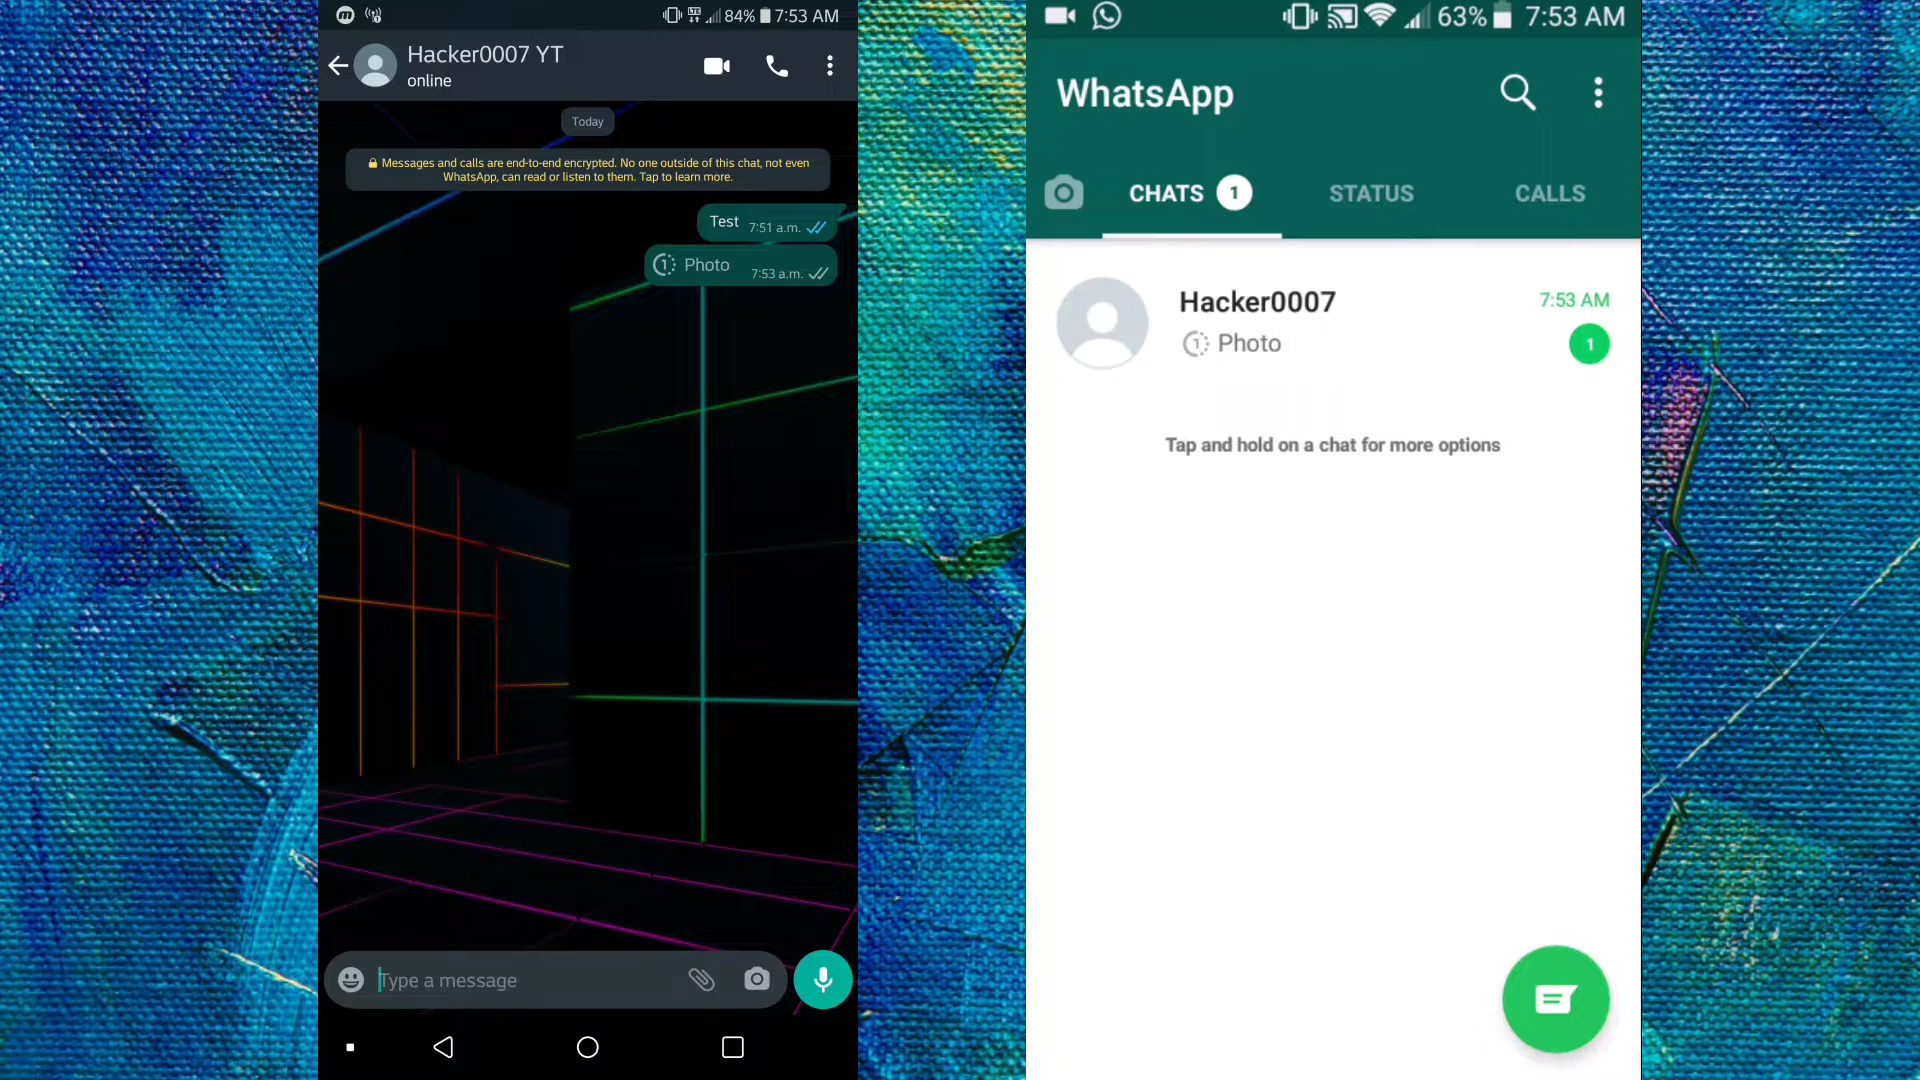 84% 7:53 AM
Hacker0007 YT
online
Today
Messages and calls are end-to-end encrypted. No one outside of this chat, not even
WhatsApp, can read or listen to them. Tap to learn more.
Test 7:51 a.m.
1 Photo 7:53 a.m.
Type a message
63% 7:53 AM
WhatsApp
CHATS 1 STATUS CALLS
Hacker0007 7:53 AM
1 Photo 1
Tap and hold on a chat for more options